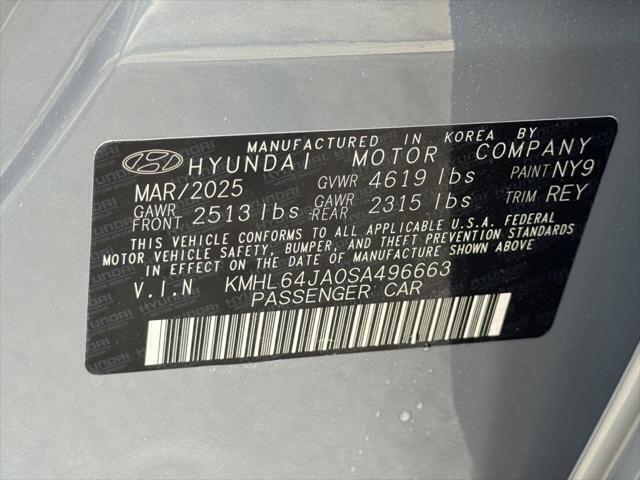 MANUFACTURED IN KOREA BY
HYUNDAI MOTOR COMPANY
MAR/2025 GVWR 4619 lbs PAINT NY9
GAWR FRONT 2513 lbs GAWR -REAR 2315 lbs TRIM REY
THIS VEHICLE CONFORMS TO ALL APPLICABLE U.S.A. FEDERAL
MOTOR VEHICLE SAFETY, BUMPER, AND THEFT PREVENTION STANDARDS
IN EFFECT ON THE DATE OF MANUFACTURE SHOWN ABOVE
V.I.N KMHL64JA0SA496663
PASSENGER CAR